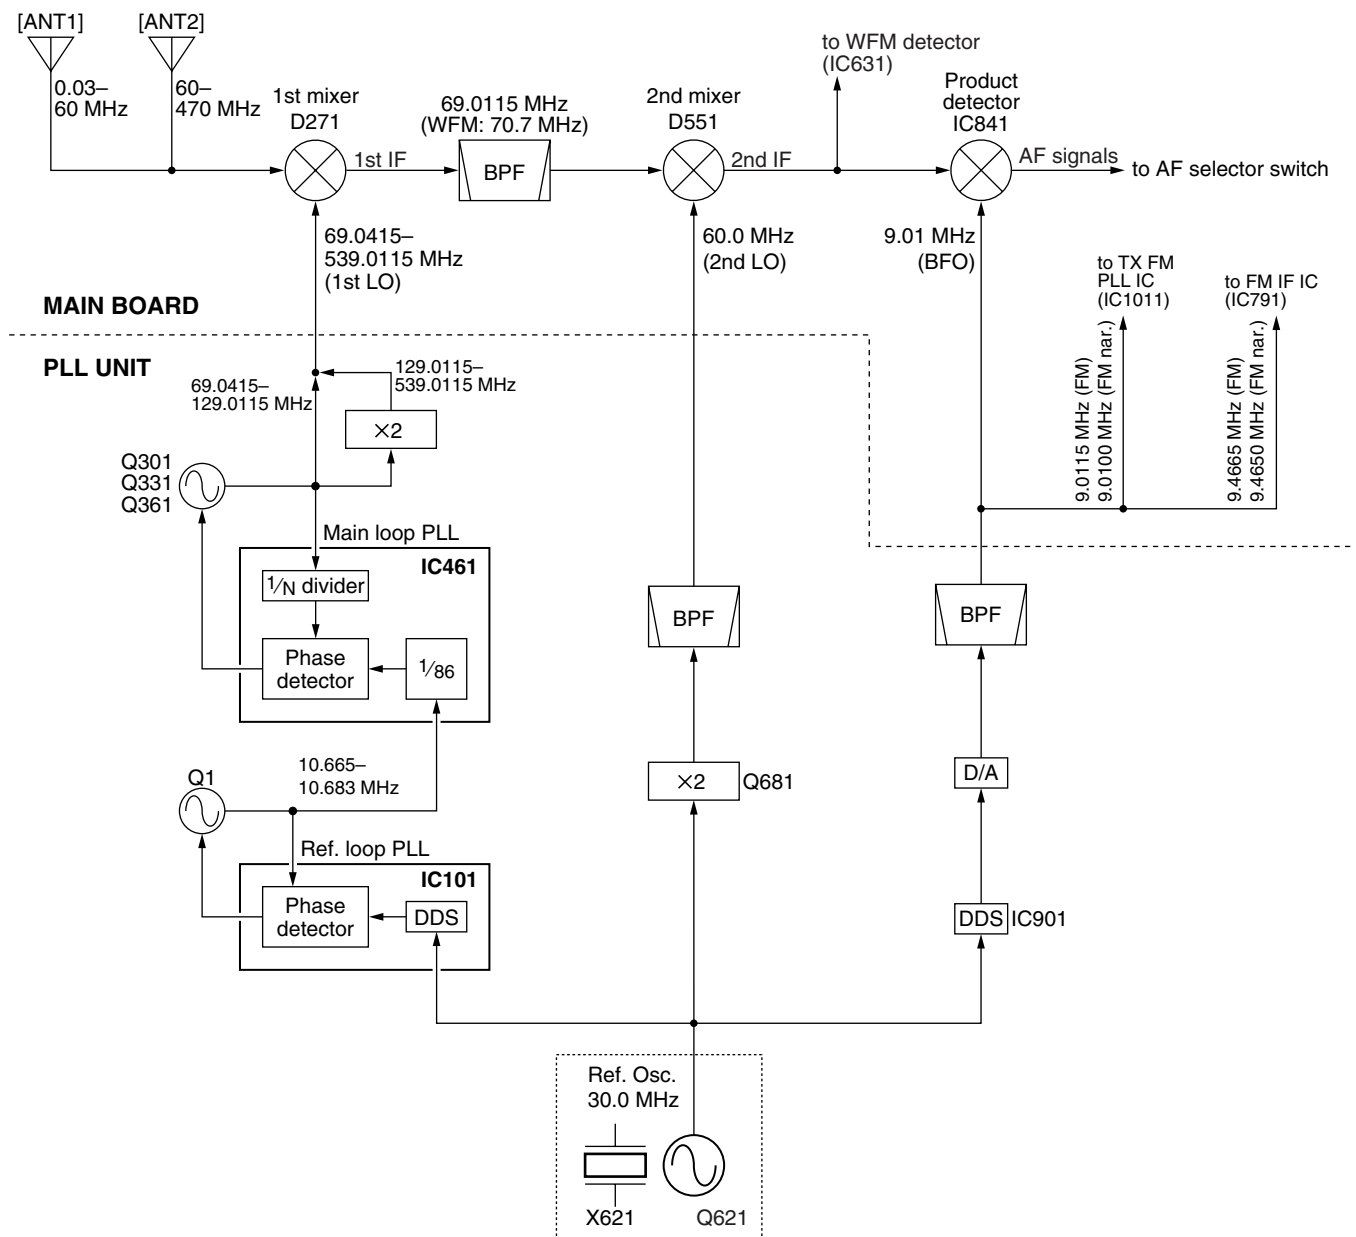 [ANT1]
[ANT2]
0.03–
60 MHz
60–
470 MHz
1st mixer
D271
1st IF
69.0115 MHz
(WFM: 70.7 MHz)
BPF
2nd mixer
D551
2nd IF
to WFM detector
(IC631)
Product
detector
IC841
AF signals
to AF selector switch
69.0415–
539.0115 MHz
(1st LO)
60.0 MHz
(2nd LO)
9.01 MHz
(BFO)
to TX FM
PLL IC
(IC1011)
to FM IF IC
(IC791)
9.0115 MHz (FM)
9.0100 MHz (FM nar.)
9.4665 MHz (FM)
9.4650 MHz (FM nar.)
MAIN BOARD
PLL UNIT
69.0415–
129.0115 MHz
129.0115–
539.0115 MHz
×2
Q301
Q331
Q361
Main loop PLL
IC461
1/N divider
Phase
detector
1/86
BPF
BPF
10.665–
10.683 MHz
Q1
×2
Q681
D/A
Ref. loop PLL
IC101
Phase
detector
DDS
DDS
IC901
Ref. Osc.
30.0 MHz
X621
Q621